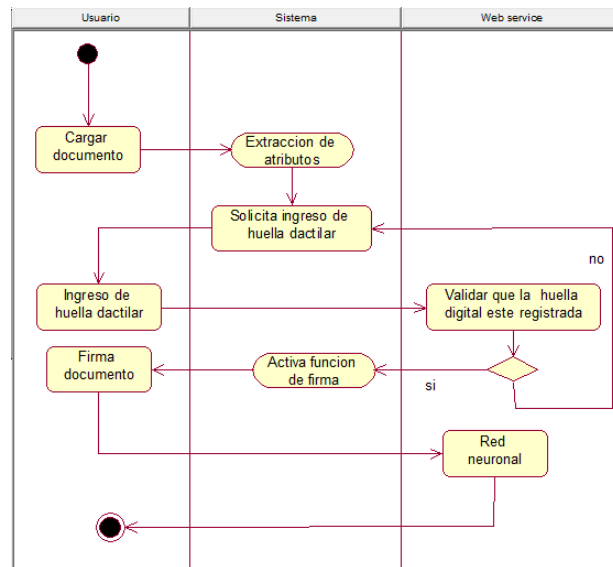 Usuario
Sistema
Web service
Cargar
documento
Extraccion de
atributos
Solicita ingreso de
huella dactilar
no
Ingreso de
huella dactilar
Validar que la huella
digital este registrada
Firma
documento
Activa funcion
de firma
si
Red
neuronal